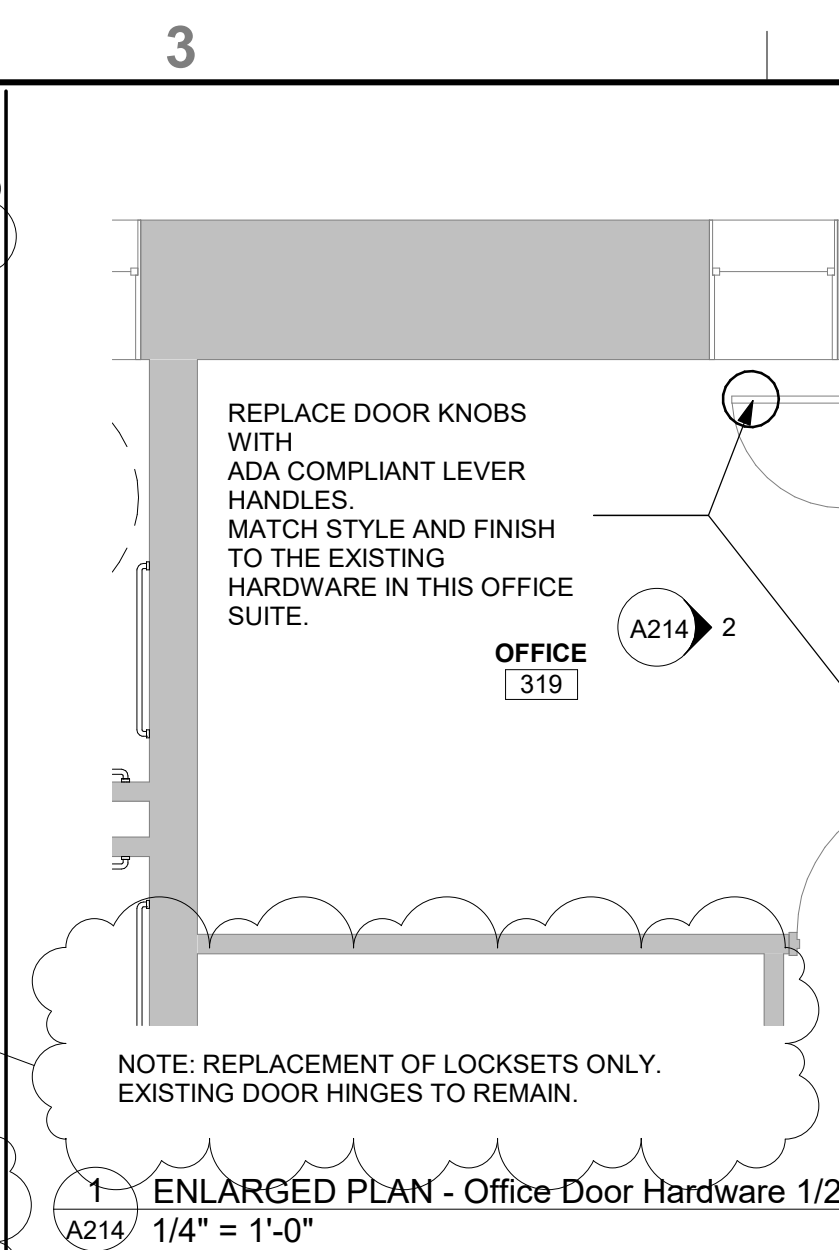 3
REPLACE DOOR KNOBS
WITH
ADA COMPLIANT LEVER
HANDLES.
MATCH STYLE AND FINISH
TO THE EXISTING
HARDWARE IN THIS OFFICE
SUITE.
A214 2
OFFICE
319
NOTE: REPLACEMENT OF LOCKSETS ONLY.
EXISTING DOOR HINGES TO REMAIN.
1 ENLARGED PLAN - Office Door Hardware 1/2
A214 1/4" = 1'-0"